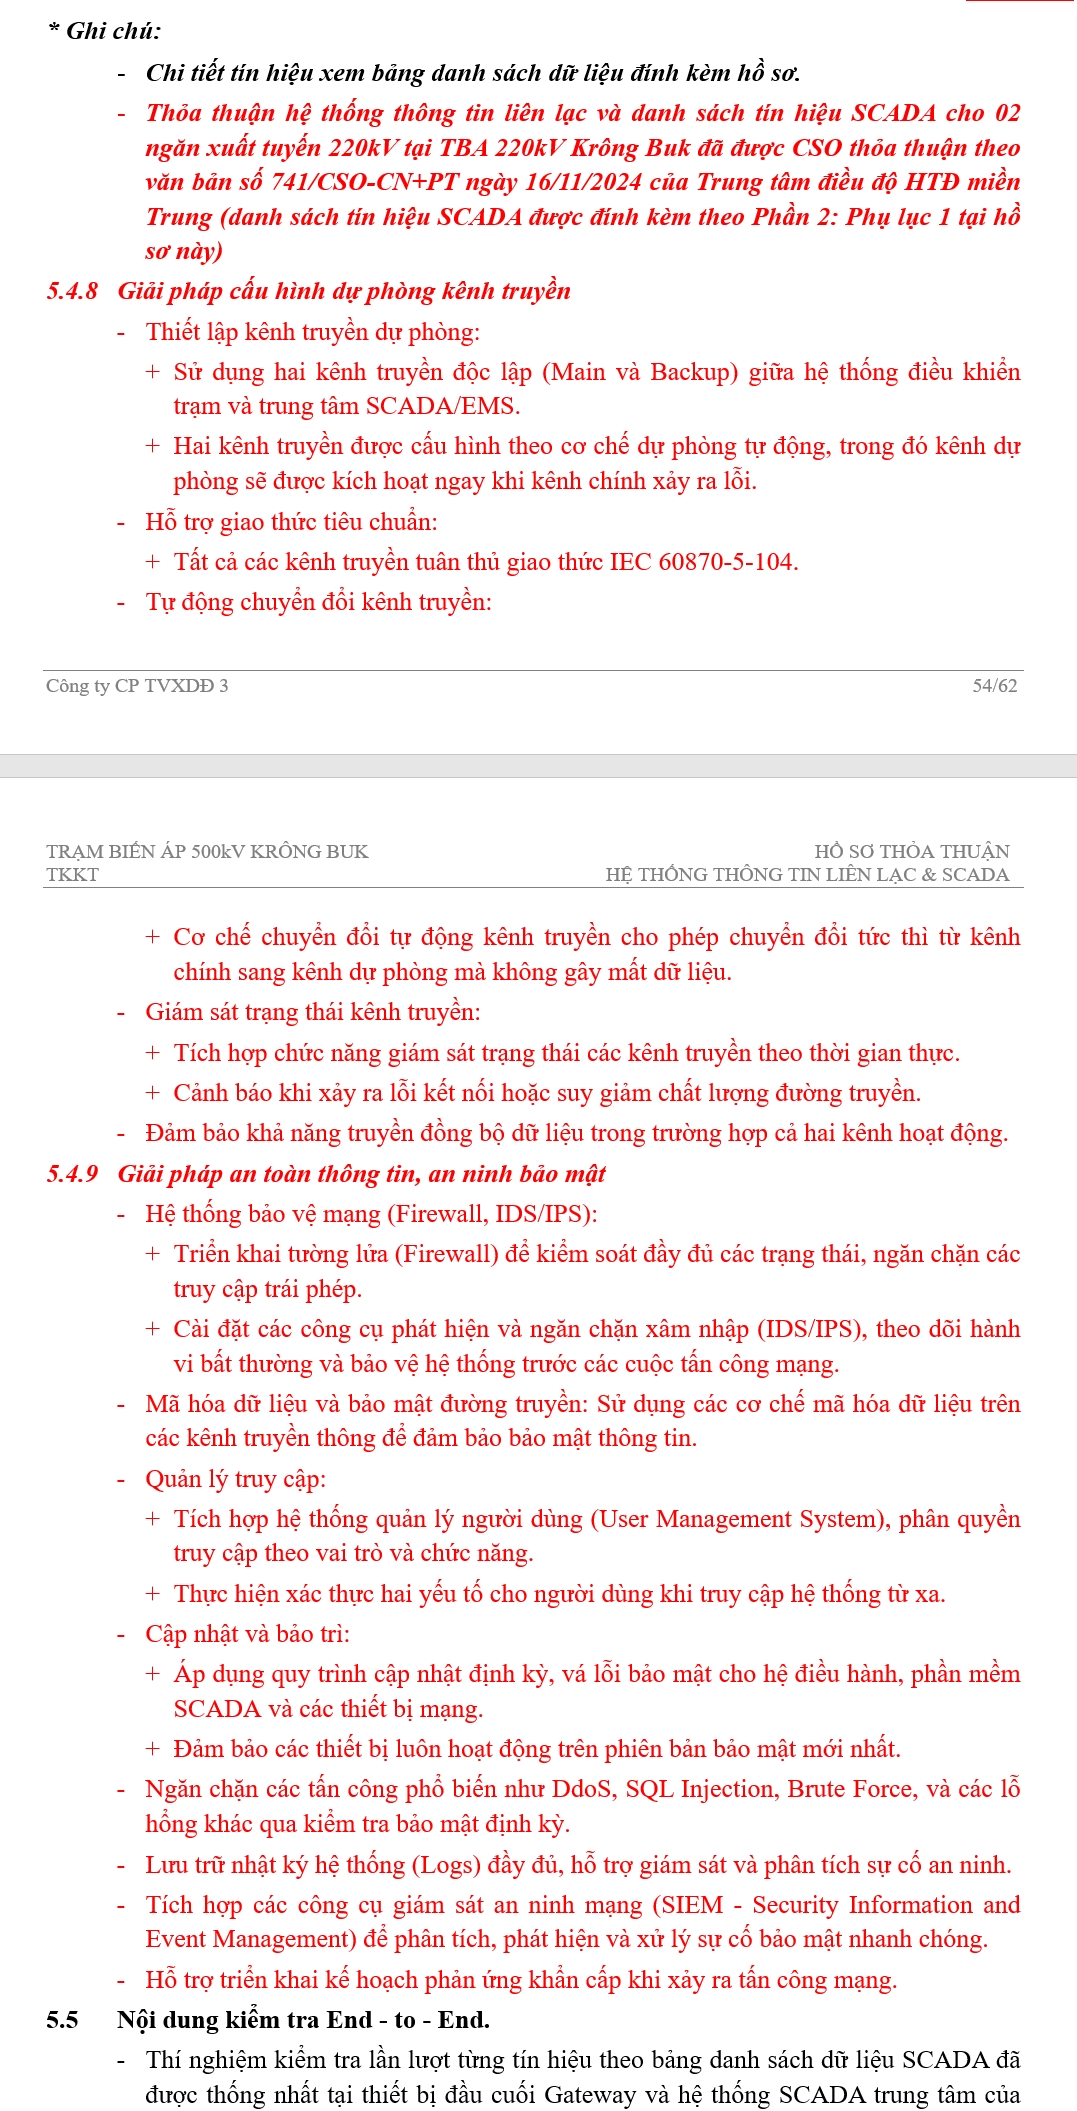 * Ghi chú:
- Chi tiết tín hiệu xem bảng danh sách dữ liệu đính kèm hồ sơ.
- Thỏa thuận hệ thống thông tin liên lạc và danh sách tín hiệu SCADA cho 02
ngăn xuất tuyến 220kV tại TBA 220kV Krông Buk đã được CSO thỏa thuận theo
văn bản số 741/CSO-CN+PT ngày 16/11/2024 của Trung tâm điều độ HTĐ miền
Trung (danh sách tín hiệu SCADA được đính kèm theo Phần 2: Phụ lục 1 tại hồ
sơ này)
5.4.8 Giải pháp cấu hình dự phòng kênh truyền
- Thiết lập kênh truyền dự phòng:
+ Sử dụng hai kênh truyền độc lập (Main và Backup) giữa hệ thống điều khiển
trạm và trung tâm SCADA/EMS.
+ Hai kênh truyền được cấu hình theo cơ chế dự phòng tự động, trong đó kênh dự
phòng sẽ được kích hoạt ngay khi kênh chính xảy ra lỗi.
- Hỗ trợ giao thức tiêu chuẩn:
+ Tất cả các kênh truyền tuân thủ giao thức IEC 60870-5-104.
- Tự động chuyển đổi kênh truyền:
Công ty CP TVXDĐ 3 54/62
TRẠM BIẾN ÁP 500kV KRÔNG BUK HỒ SƠ THỎA THUẬN
TKKT HỆ THỐNG THÔNG TIN LIÊN LẠC & SCADA
+ Cơ chế chuyển đổi tự động kênh truyền cho phép chuyển đổi tức thì từ kênh
chính sang kênh dự phòng mà không gây mất dữ liệu.
- Giám sát trạng thái kênh truyền:
+ Tích hợp chức năng giám sát trạng thái các kênh truyền theo thời gian thực.
+ Cảnh báo khi xảy ra lỗi kết nối hoặc suy giảm chất lượng đường truyền.
- Đảm bảo khả năng truyền đồng bộ dữ liệu trong trường hợp cả hai kênh hoạt động.
5.4.9 Giải pháp an toàn thông tin, an ninh bảo mật
- Hệ thống bảo vệ mạng (Firewall, IDS/IPS):
+ Triển khai tường lửa (Firewall) để kiểm soát đầy đủ các trạng thái, ngăn chặn các
truy cập trái phép.
+ Cài đặt các công cụ phát hiện và ngăn chặn xâm nhập (IDS/IPS), theo dõi hành
vi bất thường và bảo vệ hệ thống trước các cuộc tấn công mạng.
- Mã hóa dữ liệu và bảo mật đường truyền: Sử dụng các cơ chế mã hóa dữ liệu trên
các kênh truyền thông để đảm bảo bảo mật thông tin.
- Quản lý truy cập:
+ Tích hợp hệ thống quản lý người dùng (User Management System), phân quyền
truy cập theo vai trò và chức năng.
+ Thực hiện xác thực hai yếu tố cho người dùng khi truy cập hệ thống từ xa.
- Cập nhật và bảo trì:
+ Áp dụng quy trình cập nhật định kỳ, vá lỗi bảo mật cho hệ điều hành, phần mềm
SCADA và các thiết bị mạng.
+ Đảm bảo các thiết bị luôn hoạt động trên phiên bản bảo mật mới nhất.
- Ngăn chặn các tấn công phổ biến như DdoS, SQL Injection, Brute Force, và các lỗ
hổng khác qua kiểm tra bảo mật định kỳ.
- Lưu trữ nhật ký hệ thống (Logs) đầy đủ, hỗ trợ giám sát và phân tích sự cố an ninh.
- Tích hợp các công cụ giám sát an ninh mạng (SIEM - Security Information and
Event Management) để phân tích, phát hiện và xử lý sự cố bảo mật nhanh chóng.
- Hỗ trợ triển khai kế hoạch phản ứng khẩn cấp khi xảy ra tấn công mạng.
5.5 Nội dung kiểm tra End - to - End.
- Thí nghiệm kiểm tra lần lượt từng tín hiệu theo bảng danh sách dữ liệu SCADA đã
được thống nhất tại thiết bị đầu cuối Gateway và hệ thống SCADA trung tâm của